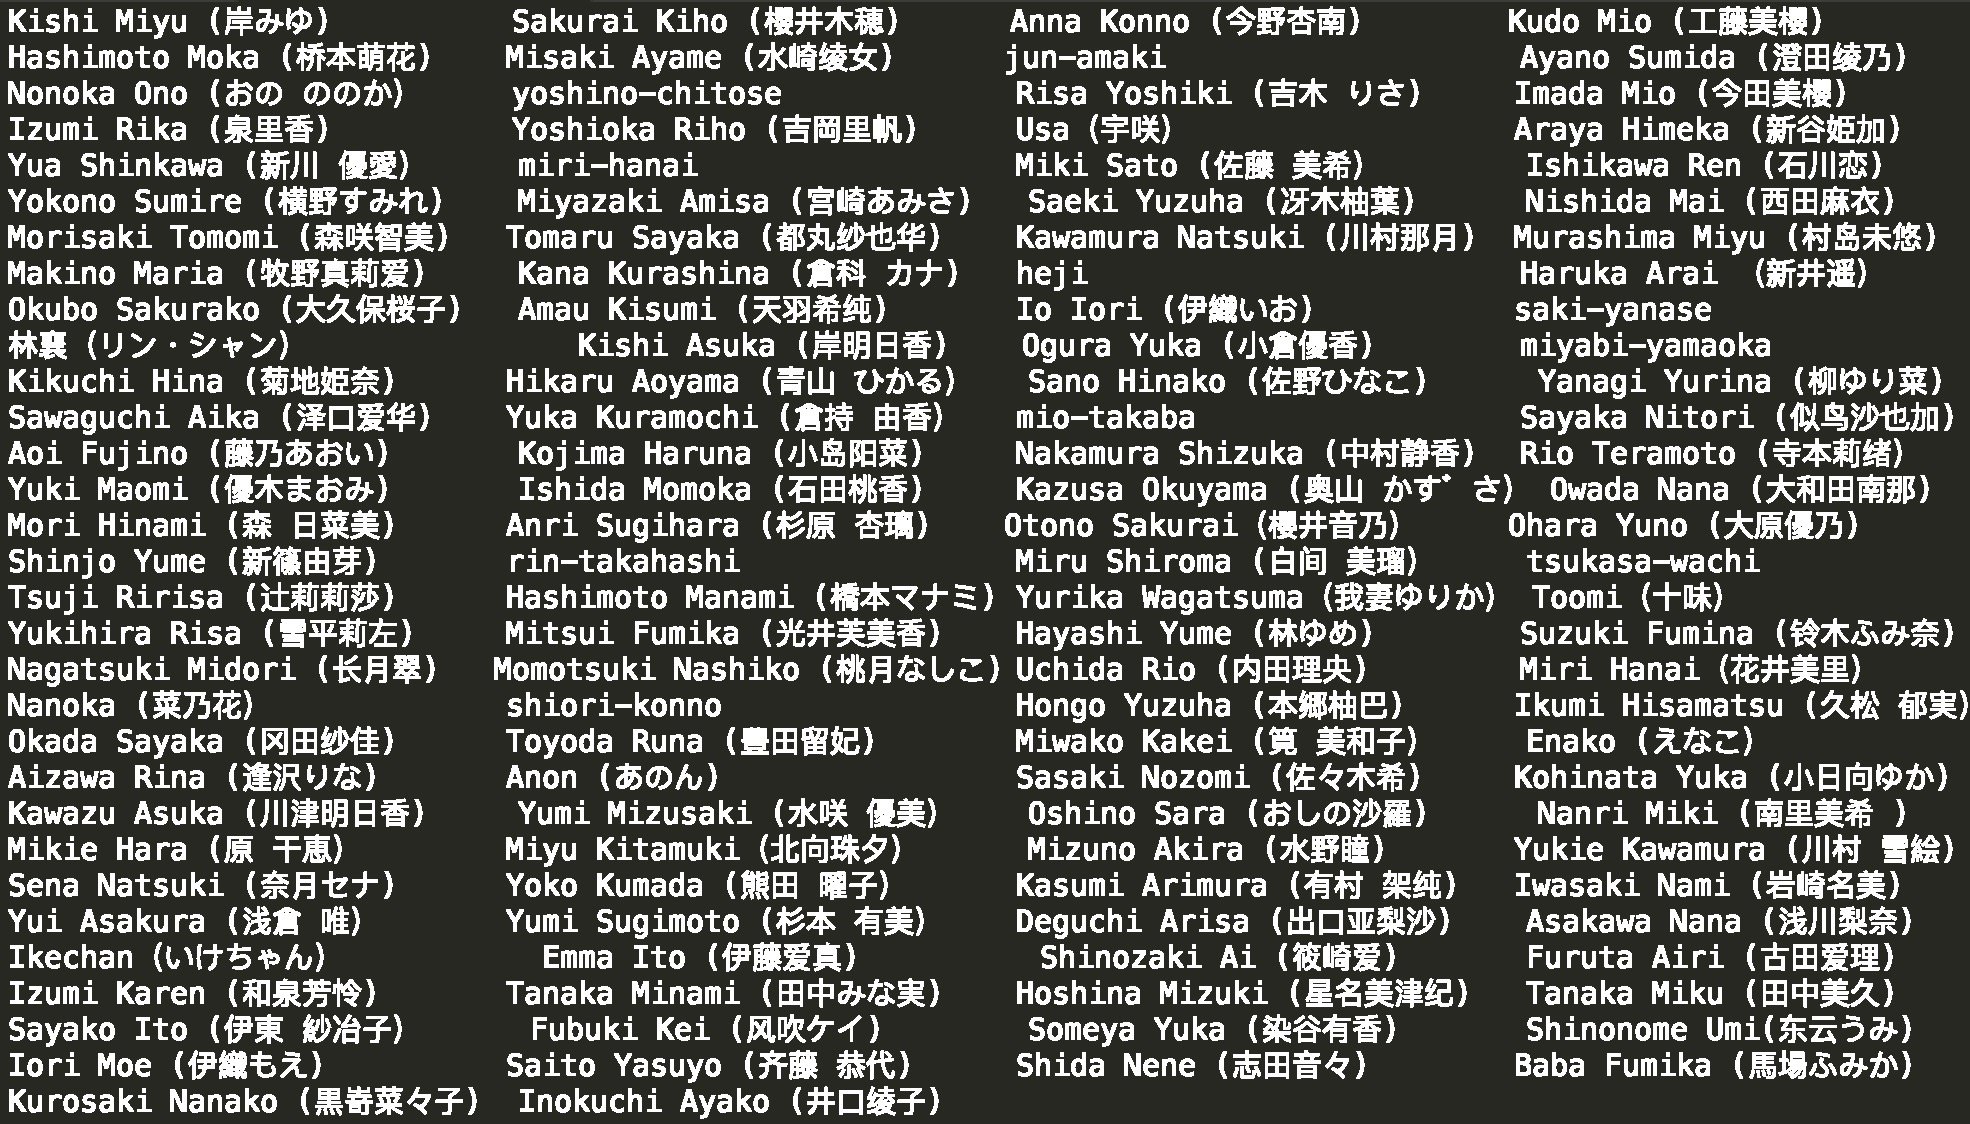 Kishi Miyu (岸みゆ) Sakurai Kiho (櫻井木穂) Anna Konno (今野杏南) Kudo Mio (工藤美櫻)
Hashimoto Moka (桥本萌花) Misaki Ayame (水崎绫女) jun-amaki Ayano Sumida (澄田绫乃)
Nonoka Ono (おの ののか) yoshino-chitose Risa Yoshiki (吉木 りさ) Imada Mio (今田美櫻)
Izumi Rika (泉里香) Yoshioka Riho (吉岡里帆) Usa (宇咲) Araya Himeka (新谷姫加)
Yua Shinkawa (新川 優愛) miri-hanai Miki Sato (佐藤 美希) Ishikawa Ren (石川恋)
Yokono Sumire (横野すみれ) Miyazaki Amisa (宮崎あみさ) Saeki Yuzuha (冴木柚葉) Nishida Mai (西田麻衣)
Morisaki Tomomi (森咲智美) Tomaru Sayaka (都丸纱也华) Kawamura Natsuki (川村那月) Murashima Miyu (村岛未悠)
Makino Maria (牧野真莉爱) Kana Kurashina (倉科 カナ) heji Haruka Arai (新井遥)
Okubo Sakurako (大久保桜子) Amau Kisumi (天羽希纯) Io Iori (伊織いお) saki-yanase
林襄 (リン・シャン) Kishi Asuka (岸明日香) Ogura Yuka (小倉優香) miyabi-yamaoka
Kikuchi Hina (菊地姫奈) Hikaru Aoyama (青山 ひかる) Sano Hinako (佐野ひなこ) Yanagi Yurina (柳ゆり菜)
Sawaguchi Aika (泽口爱华) Yuka Kuramochi (倉持 由香) mio-takaba Sayaka Nitori (似鸟沙也加)
Aoi Fujino (藤乃あおい) Kojima Haruna (小岛阳菜) Nakamura Shizuka (中村静香) Rio Teramoto (寺本莉绪)
Yuki Maomi (優木まおみ) Ishida Momoka (石田桃香) Kazusa Okuyama (奥山 かすﾞさ) Owada Nana (大和田南那)
Mori Hinami (森 日菜美) Anri Sugihara (杉原 杏璃) Otono Sakurai (櫻井音乃) Ohara Yuno (大原優乃)
Shinjo Yume (新篠由芽) rin-takahashi Miru Shiroma (白间 美瑠) tsukasa-wachi
Tsuji Ririsa (辻莉莉莎) Hashimoto Manami (橋本マナミ) Yurika Wagatsuma (我妻ゆりか) Toomi (十味)
Yukihira Risa (雪平莉左) Mitsui Fumika (光井芙美香) Hayashi Yume (林ゆめ) Suzuki Fumina (铃木ふみ奈)
Nagatsuki Midori (长月翠) Momotsuki Nashiko (桃月なしこ) Uchida Rio (内田理央) Miri Hanai (花井美里)
Nanoka (菜乃花) shiori-konno Hongo Yuzuha (本郷柚巴) Ikumi Hisamatsu (久松 郁実)
Okada Sayaka (冈田纱佳) Toyoda Runa (豊田留妃) Miwako Kakei (筧 美和子) Enako (えなこ)
Aizawa Rina (逢沢りな) Anon (あのん) Sasaki Nozomi (佐々木希) Kohinata Yuka (小日向ゆか)
Kawazu Asuka (川津明日香) Yumi Mizusaki (水咲 優美) Oshino Sara (おしの沙羅) Nanri Miki (南里美希 )
Mikie Hara (原 干恵) Miyu Kitamuki (北向珠夕) Mizuno Akira (水野瞳) Yukie Kawamura (川村 雪絵)
Sena Natsuki (奈月セナ) Yoko Kumada (熊田 曜子) Kasumi Arimura (有村 架纯) Iwasaki Nami (岩崎名美)
Yui Asakura (浅倉 唯) Yumi Sugimoto (杉本 有美) Deguchi Arisa (出口亚梨沙) Asakawa Nana (浅川梨奈)
Ikechan (いけちゃん) Emma Ito (伊藤爱真) Shinozaki Ai (筱崎爱) Furuta Airi (古田爱理)
Izumi Karen (和泉芳怜) Tanaka Minami (田中みな実) Hoshina Mizuki (星名美津纪) Tanaka Miku (田中美久)
Sayako Ito (伊東 紗冶子) Fubuki Kei (风吹ケイ) Someya Yuka (染谷有香) Shinonome Umi(东云うみ)
Iori Moe (伊織もえ) Saito Yasuyo (齐藤 恭代) Shida Nene (志田音々) Baba Fumika (馬場ふみか)
Kurosaki Nanako (黒嵜菜々子) Inokuchi Ayako (井口绫子)